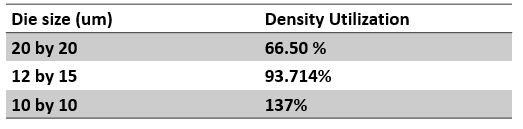 Die size (um) Density Utilization
20 by 20 66.50 %
12 by 15 93.714%
10 by 10 137%